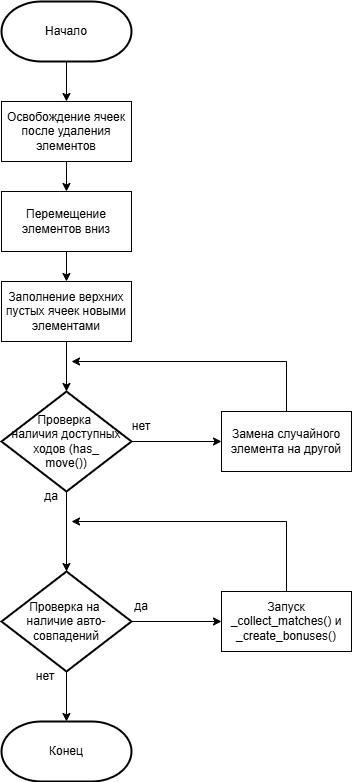 Начало
Освобождение ячеек
после удаления
элементов
Перемещение
элементов вниз
Заполнение верхних
пустых ячеек новыми
элементами
Проверка
наличия доступных
ходов (has_
move())
нет
Замена случайного
элемента на другой
да
Проверка на
наличие авто-
совпадений
да
Запуск
_collect_matches() и
_create_bonuses()
нет
Конец